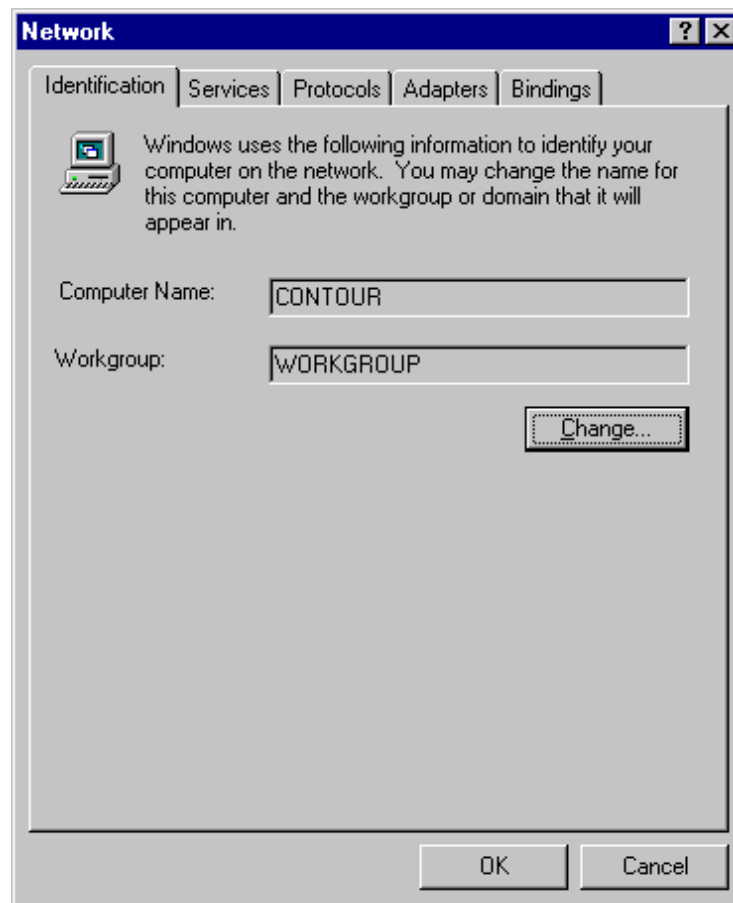 Network
Identification Services Protocols Adapters Bindings
Windows uses the following information to identify your
computer on the network. You may change the name for
this computer and the workgroup or domain that it will
appear in.
Computer Name: CONTOUR
Workgroup: WORKGROUP
Change...
OK Cancel